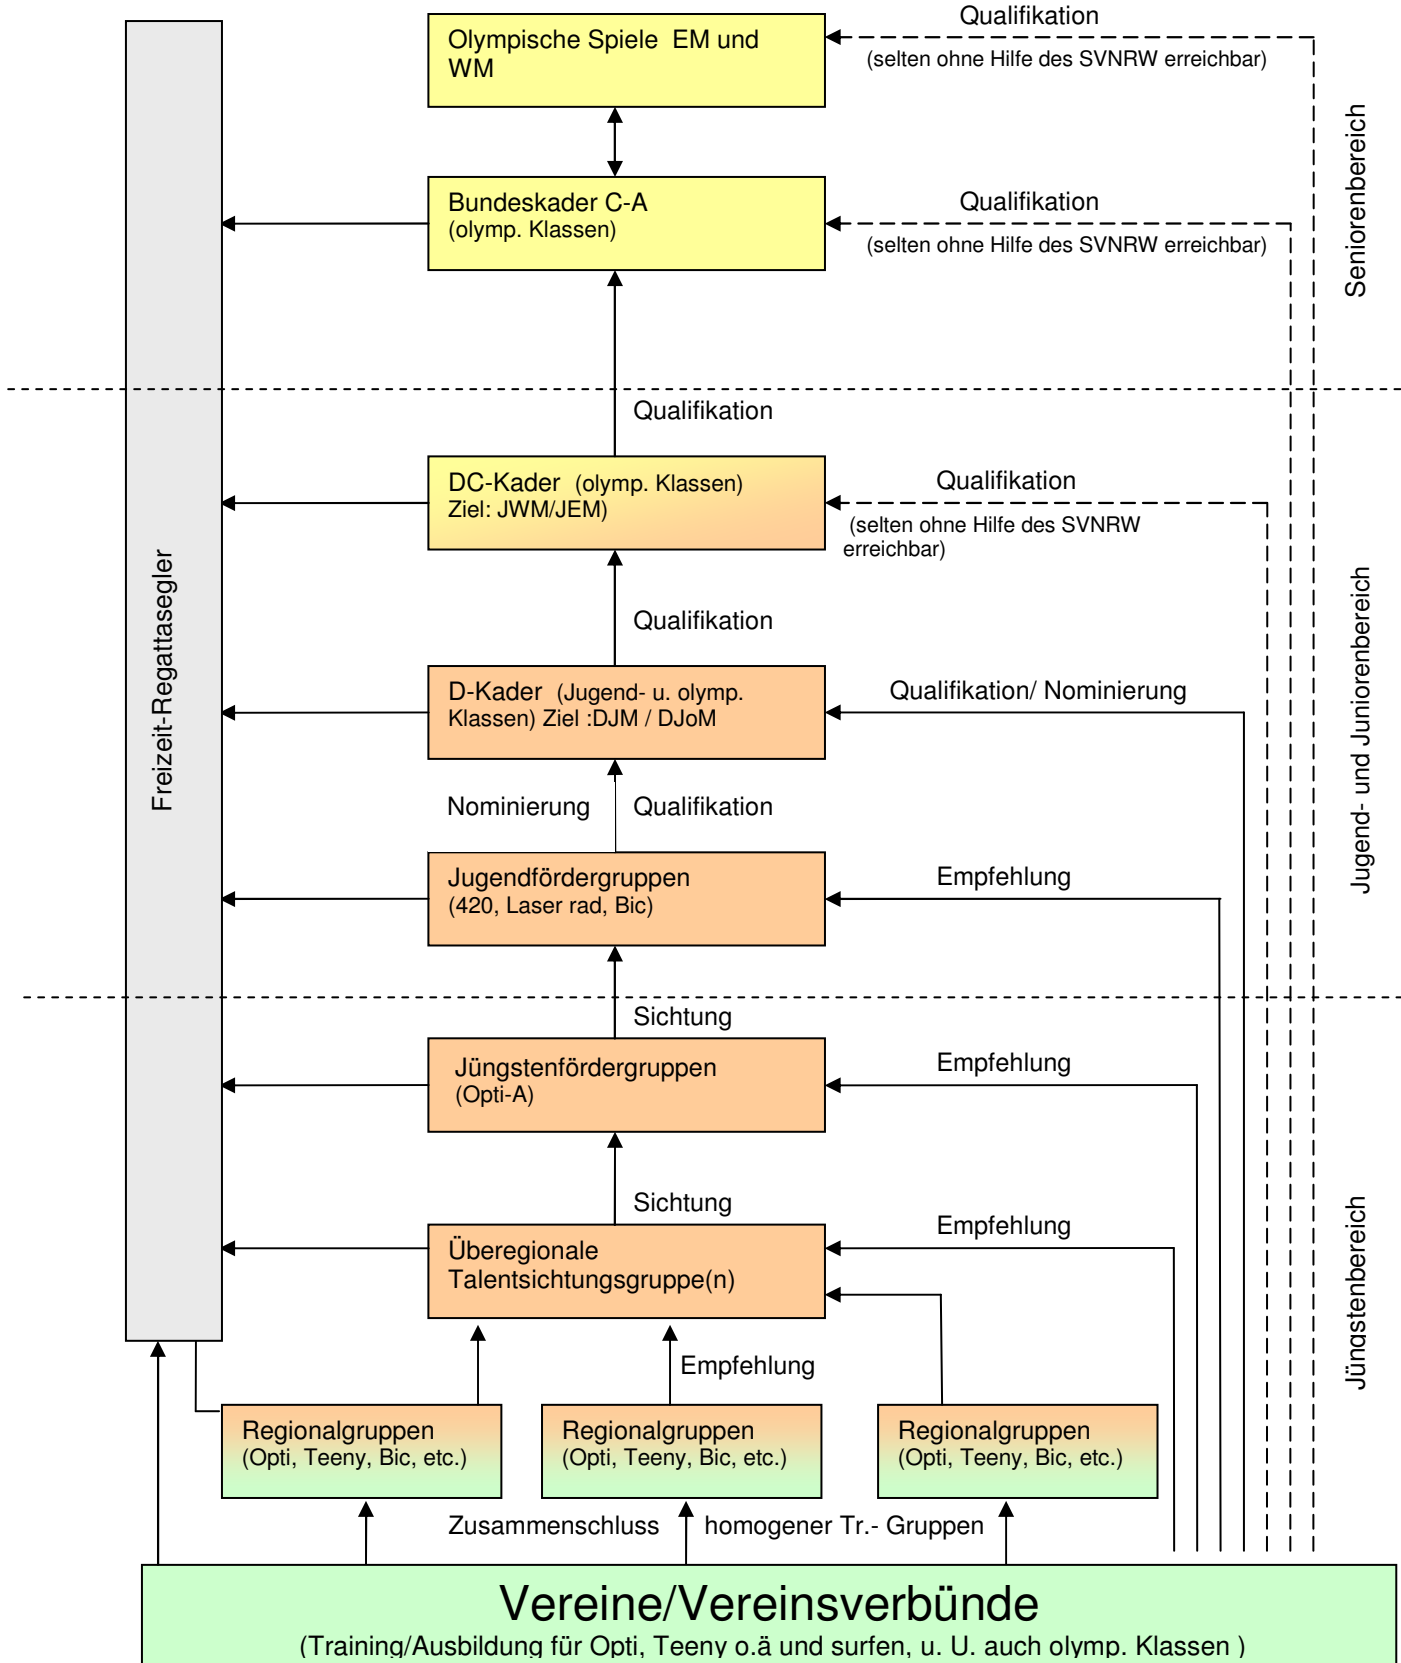 Qualifikation
Olympische Spiele  EM und
WM
(selten ohne Hilfe des SVNRW erreichbar)
Seniorenbereich
Bundeskader C-A
(olymp. Klassen)
Qualifikation
(selten ohne Hilfe des SVNRW erreichbar)
Qualifikation
DC-Kader  (olymp. Klassen)
Ziel: JWM/JEM)
Qualifikation
(selten ohne Hilfe des SVNRW
erreichbar)
Freizeit-Regattasegler
Jugend- und Juniorenbereich
Qualifikation
D-Kader  (Jugend- u. olymp.
Klassen) Ziel :DJM / DJoM
Qualifikation/ Nominierung
Nominierung
Qualifikation
Jugendfördergruppen
(420, Laser rad, Bic)
Empfehlung
Sichtung
Jüngstenfördergruppen
(Opti-A)
Empfehlung
Sichtung
Überegionale
Talentsichtungsgruppe(n)
Empfehlung
Jüngstenbereich
Empfehlung
Regionalgruppen
(Opti, Teeny, Bic, etc.)
Regionalgruppen
(Opti, Teeny, Bic, etc.)
Regionalgruppen
(Opti, Teeny, Bic, etc.)
Zusammenschluss
homogener Tr.- Gruppen
Vereine/Vereinsverbünde
(Training/Ausbildung für Opti, Teeny o.ä und surfen, u. U. auch olymp. Klassen )